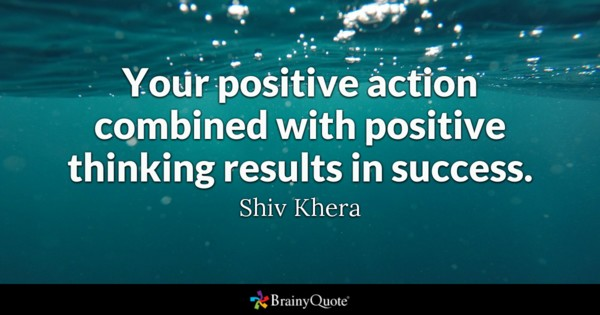 Your positive action
combined with positive
thinking results in success.
Shiv Khera
BrainyQuote®